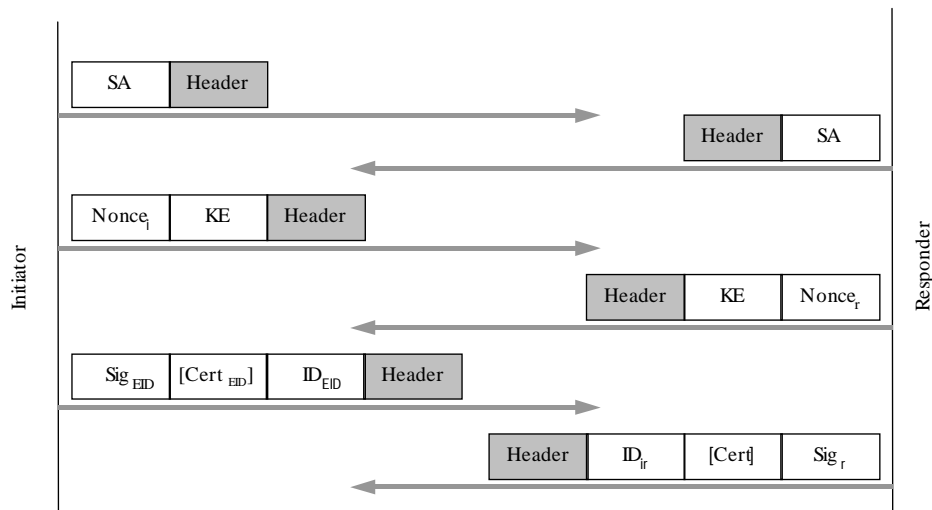 SA Header
Header SA
Nonce_i KE Header
Header KE Nonce_r
Sig_EID [Cert_EID] ID_EID Header
Header ID_ir [Cert] Sig_r
Initiator
Responder